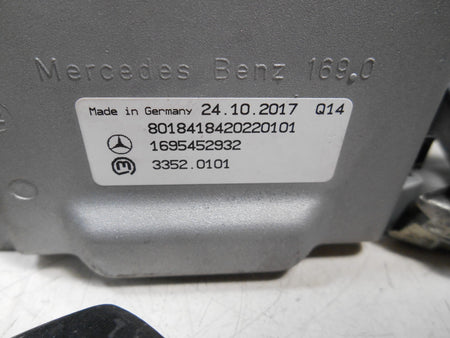 Mercedes Benz 169.0
Made in Germany 24.10.2017 Q14
8018418420220101
1695452932
3352.0101